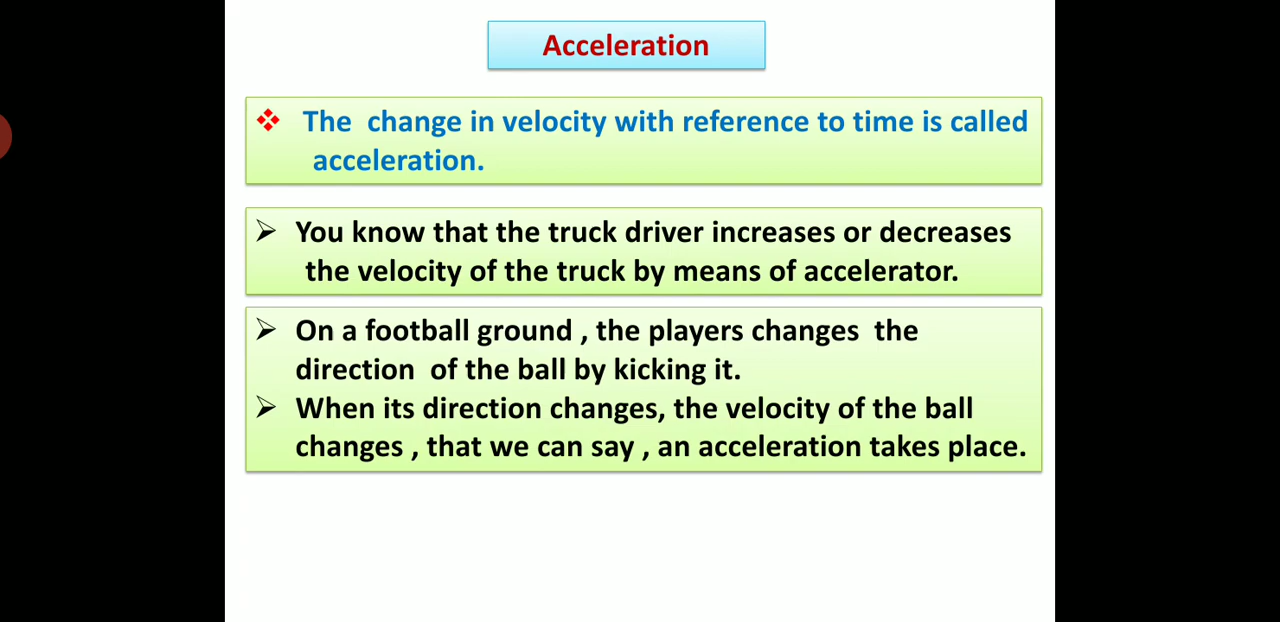 Acceleration
The change in velocity with reference to time is called
acceleration.
You know that the truck driver increases or decreases
the velocity of the truck by means of accelerator.
On a football ground , the players changes the
direction of the ball by kicking it.
When its direction changes, the velocity of the ball
changes , that we can say , an acceleration takes place.